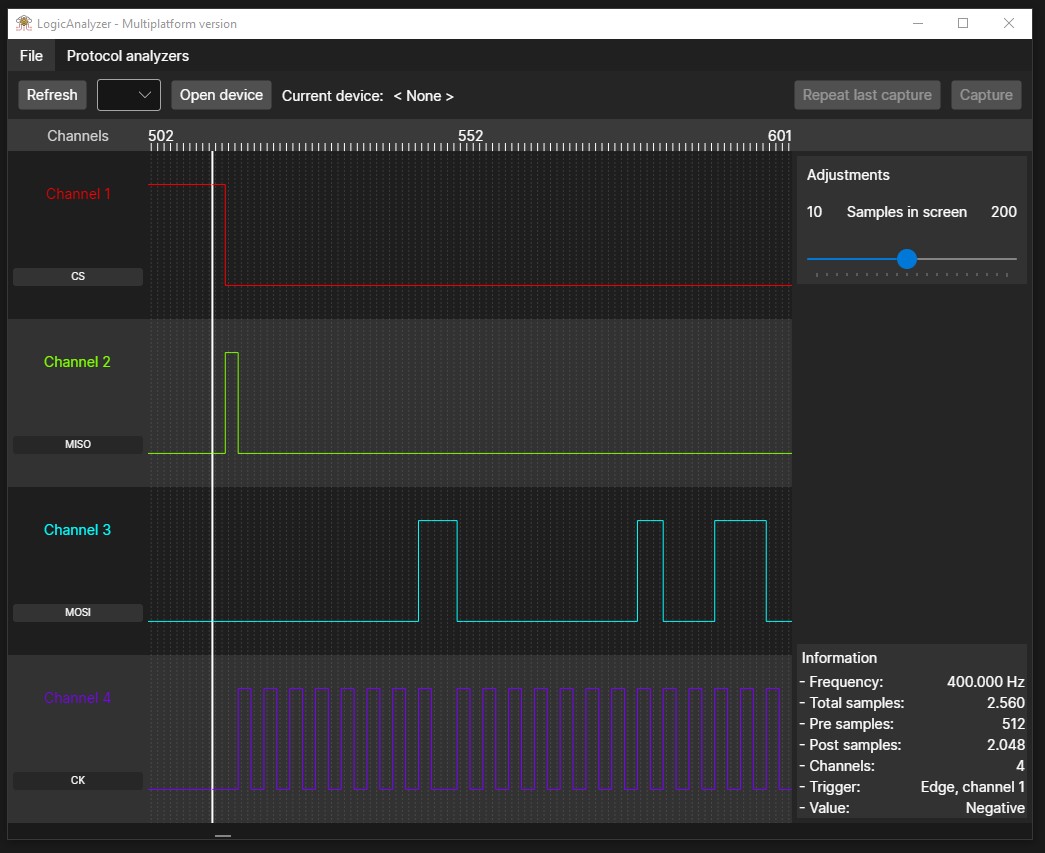 LogicAnalyzer - Multiplatform version
File Protocol analyzers
Refresh Open device Current device: < None > Repeat last capture Capture
Channels 502 552 601
Channel 1
CS
Channel 2
MISO
Channel 3
MOSI
Channel 4
CK
Adjustments
10 Samples in screen 200
Information
- Frequency: 400.000 Hz
- Total samples: 2.560
- Pre samples: 512
- Post samples: 2.048
- Channels: 4
- Trigger: Edge, channel 1
- Value: Negative